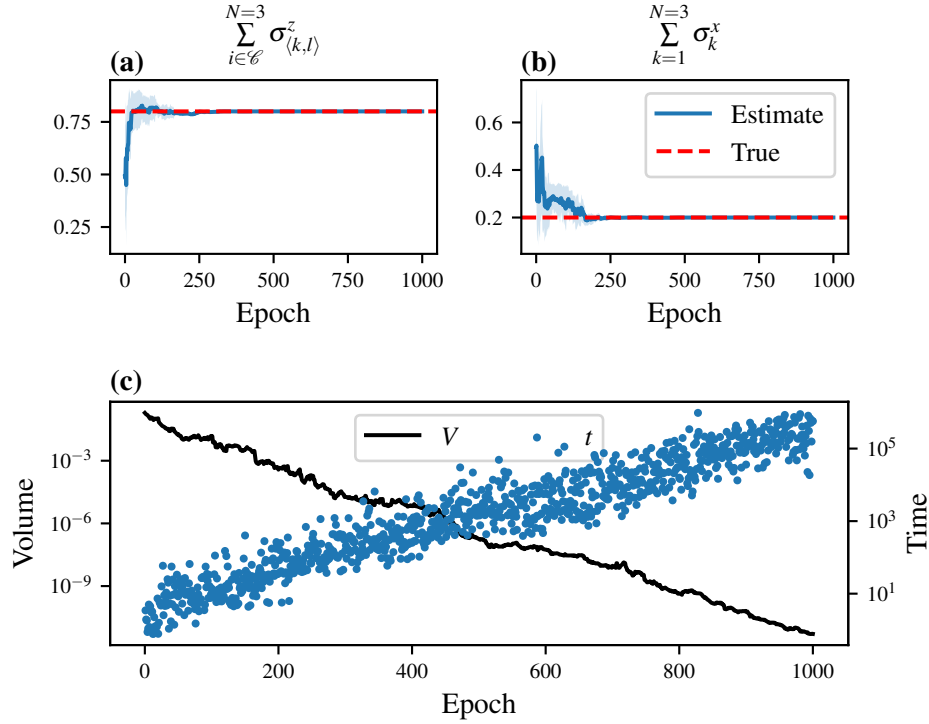 N=3
∑ σ^z_⟨k,l⟩
i∈𝒞
N=3
∑ σ^x_k
k=1
(a)
(b)
0.75
0.50
0.25
0.6
0.4
0.2
Estimate
True
0 250 500 750 1000
0 250 500 750 1000
Epoch
Epoch
(c)
V t
Volume
10^−3
10^−6
10^−9
Time
10^5
10^3
10^1
0 200 400 600 800 1000
Epoch